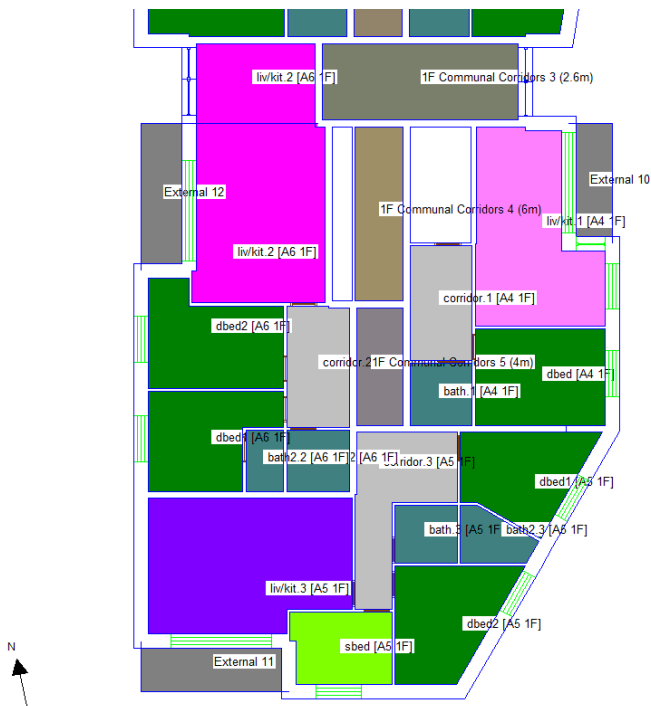 liv/kit.2 [A6 1F]
1F Communal Corridors 3 (2.6m)
External 12
External 10
1F Communal Corridors 4 (6m)
liv/kit.1 [A4 1F]
liv/kit.2 [A6 1F]
corridor.1 [A4 1F]
dbed2 [A6 1F]
corridor.2
1F Communal Corridors 5 (4m)
dbed [A4 1F]
bath.1 [A4 1F]
dbed1 [A6 1F]
bath2.2 [A6 1F]
2 [A6 1F]
corridor.3 [A5 1F]
dbed1 [A5 1F]
bath.3 [A5 1F
bath2.3 [A5 1F]
liv/kit.3 [A5 1F]
dbed2 [A5 1F]
sbed [A5 1F]
External 11
N